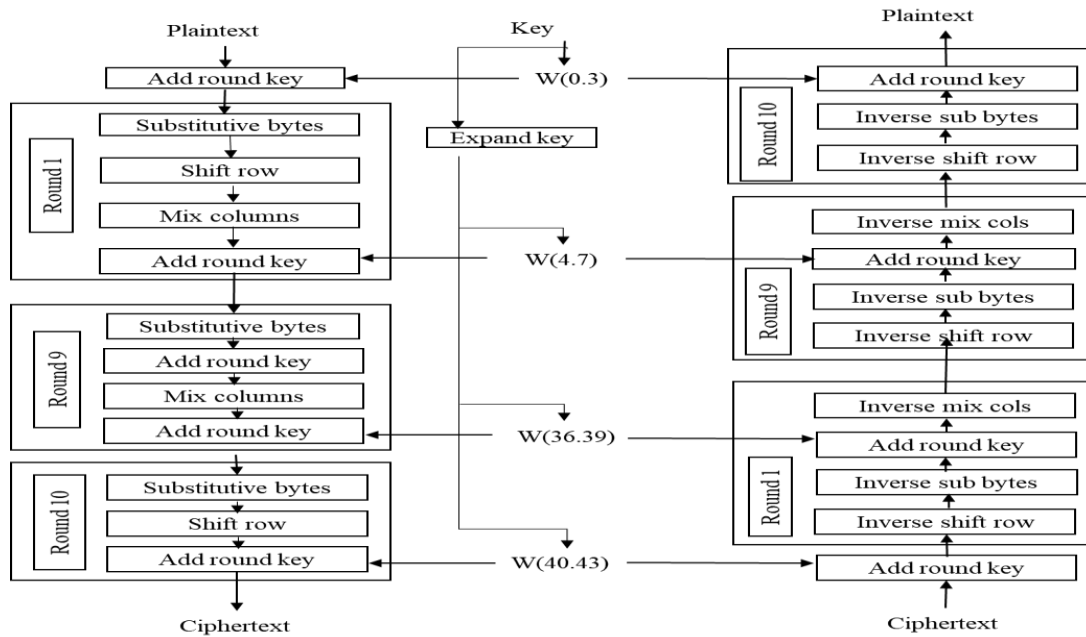 Plaintext
Add round key
Round 1
Substitutive bytes
Shift row
Mix columns
Add round key
Round 9
Substitutive bytes
Add round key
Mix columns
Add round key
Round 10
Substitutive bytes
Shift row
Add round key
Ciphertext
Key
W(0.3)
Expand key
W(4.7)
W(36.39)
W(40.43)
Plaintext
Add round key
Round 10
Inverse sub bytes
Inverse shift row
Inverse mix cols
Round 9
Add round key
Inverse sub bytes
Inverse shift row
Inverse mix cols
Add round key
Round 1
Inverse sub bytes
Inverse shift row
Add round key
Ciphertext